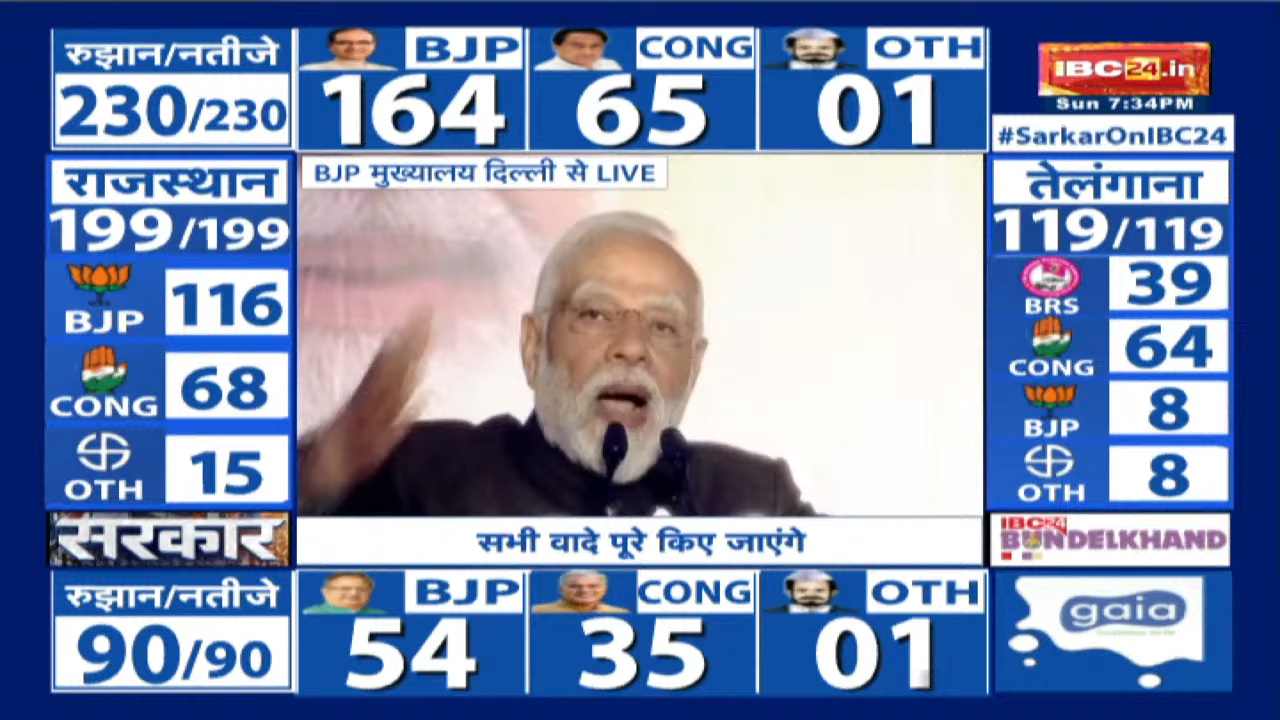 रुझान/नतीजे
230/230
BJP
164
CONG
65
OTH
01
IBC24.in
Sun 7:34PM
#SarkarOnIBC24
राजस्थान
199/199
BJP
116
CONG
68
OTH
15
BJP मुख्यालय दिल्ली से LIVE
तेलंगाना
119/119
BRS
39
CONG
64
BJP
8
OTH
8
सरकार
सभी वादे पूरे किए जाएंगे
IBC24
BUNDELKHAND
रुझान/नतीजे
90/90
BJP
54
CONG
35
OTH
01
gaia